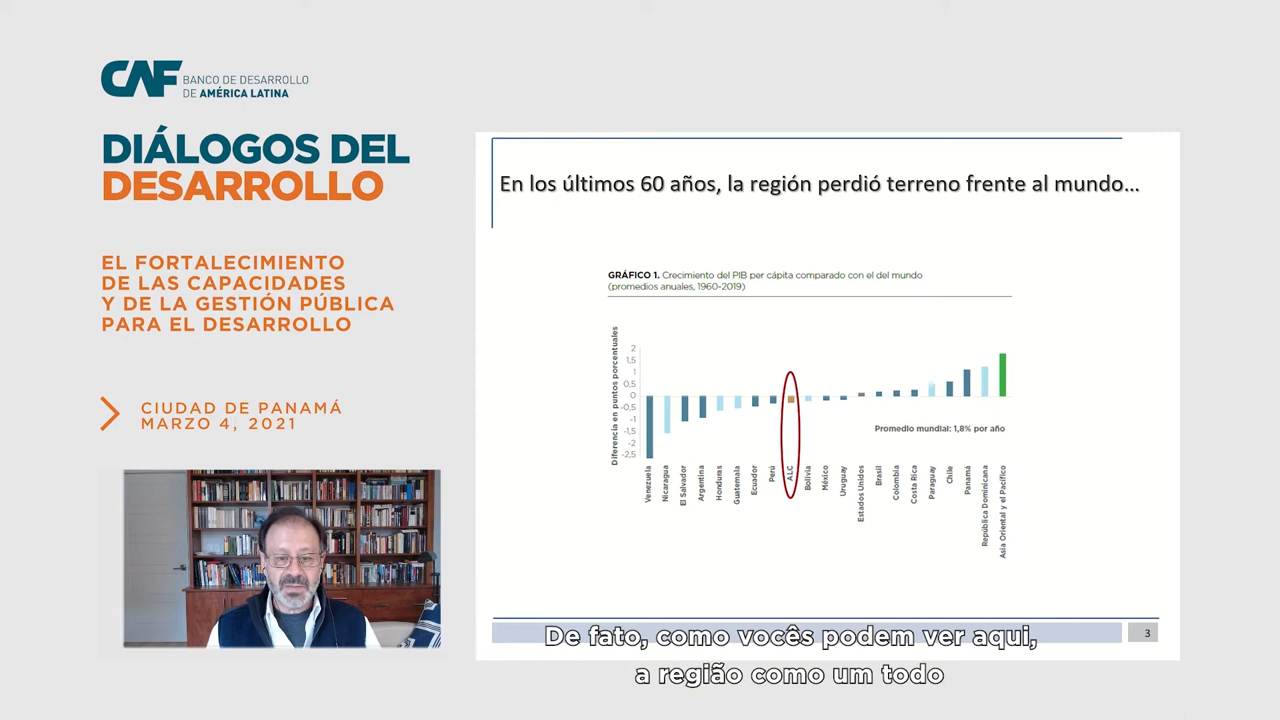 CAF
BANCO DE DESARROLLO
DE AMÉRICA LATINA
DIÁLOGOS DEL
DESARROLLO
EL FORTALECIMIENTO
DE LAS CAPACIDADES
Y DE LA GESTIÓN PÚBLICA
PARA EL DESARROLLO
CIUDAD DE PANAMÁ
MARZO 4, 2021
En los últimos 60 años, la región perdió terreno frente al mundo...
GRÁFICO 1. Crecimiento del PIB per cápita comparado con el del mundo
(promedios anuales, 1960-2019)
Diferencia en puntos porcentuales
2
1,5
1
0,5
0
-0,5
-1
-1,5
-2
-2,5
Promedio mundial: 1,8% por año
Venezuela
Nicaragua
El Salvador
Argentina
Honduras
Guatemala
Ecuador
Perú
ALC
Bolivia
México
Uruguay
Estados Unidos
Brasil
Colombia
Costa Rica
Paraguay
Chile
Panamá
República Dominicana
Asia Oriental y el Pacífico
3
De fato, como vocês podem ver aqui,
a região como um todo